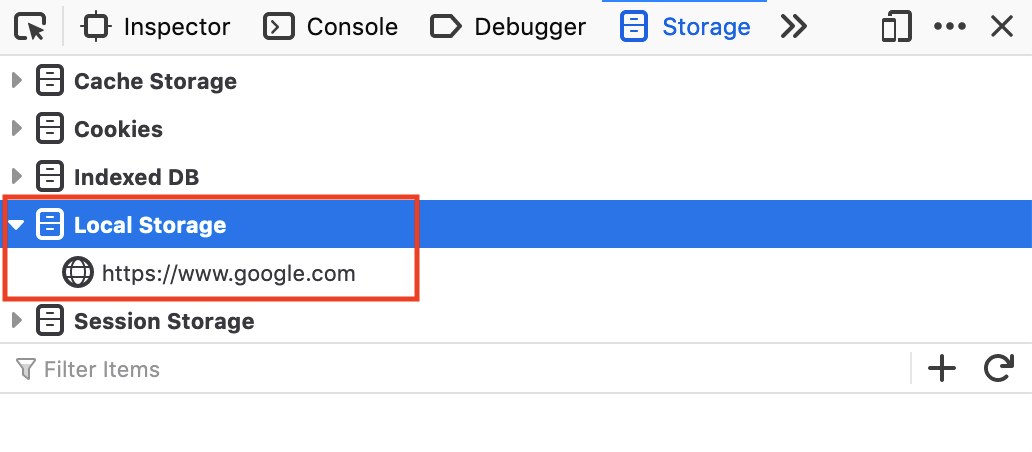 Inspector Console Debugger Storage
Cache Storage
Cookies
Indexed DB
Local Storage
https://www.google.com
Session Storage
Filter Items